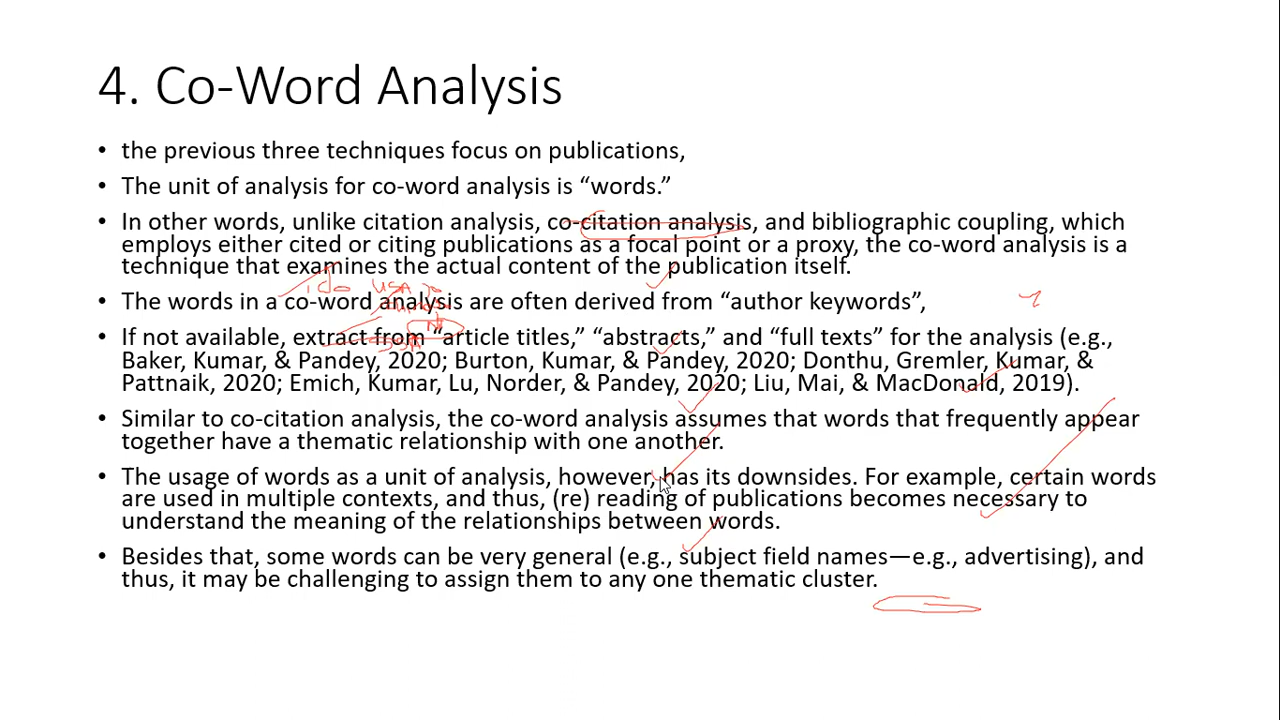 4. Co-Word Analysis
• the previous three techniques focus on publications,
• The unit of analysis for co-word analysis is “words.”
• In other words, unlike citation analysis, co-citation analysis, and bibliographic coupling, which
employs either cited or citing publications as a focal point or a proxy, the co-word analysis is a
technique that examines the actual content of the publication itself.
• The words in a co-word analysis are often derived from “author keywords”,
• If not available, extract from “article titles,” “abstracts,” and “full texts” for the analysis (e.g.,
Baker, Kumar, & Pandey, 2020; Burton, Kumar, & Pandey, 2020; Donthu, Gremler, Kumar, &
Pattnaik, 2020; Emich, Kumar, Lu, Norder, & Pandey, 2020; Liu, Mai, & MacDonald, 2019).
• Similar to co-citation analysis, the co-word analysis assumes that words that frequently appear
together have a thematic relationship with one another.
• The usage of words as a unit of analysis, however, has its downsides. For example, certain words
are used in multiple contexts, and thus, (re) reading of publications becomes necessary to
understand the meaning of the relationships between words.
• Besides that, some words can be very general (e.g., subject field names—e.g., advertising), and
thus, it may be challenging to assign them to any one thematic cluster.